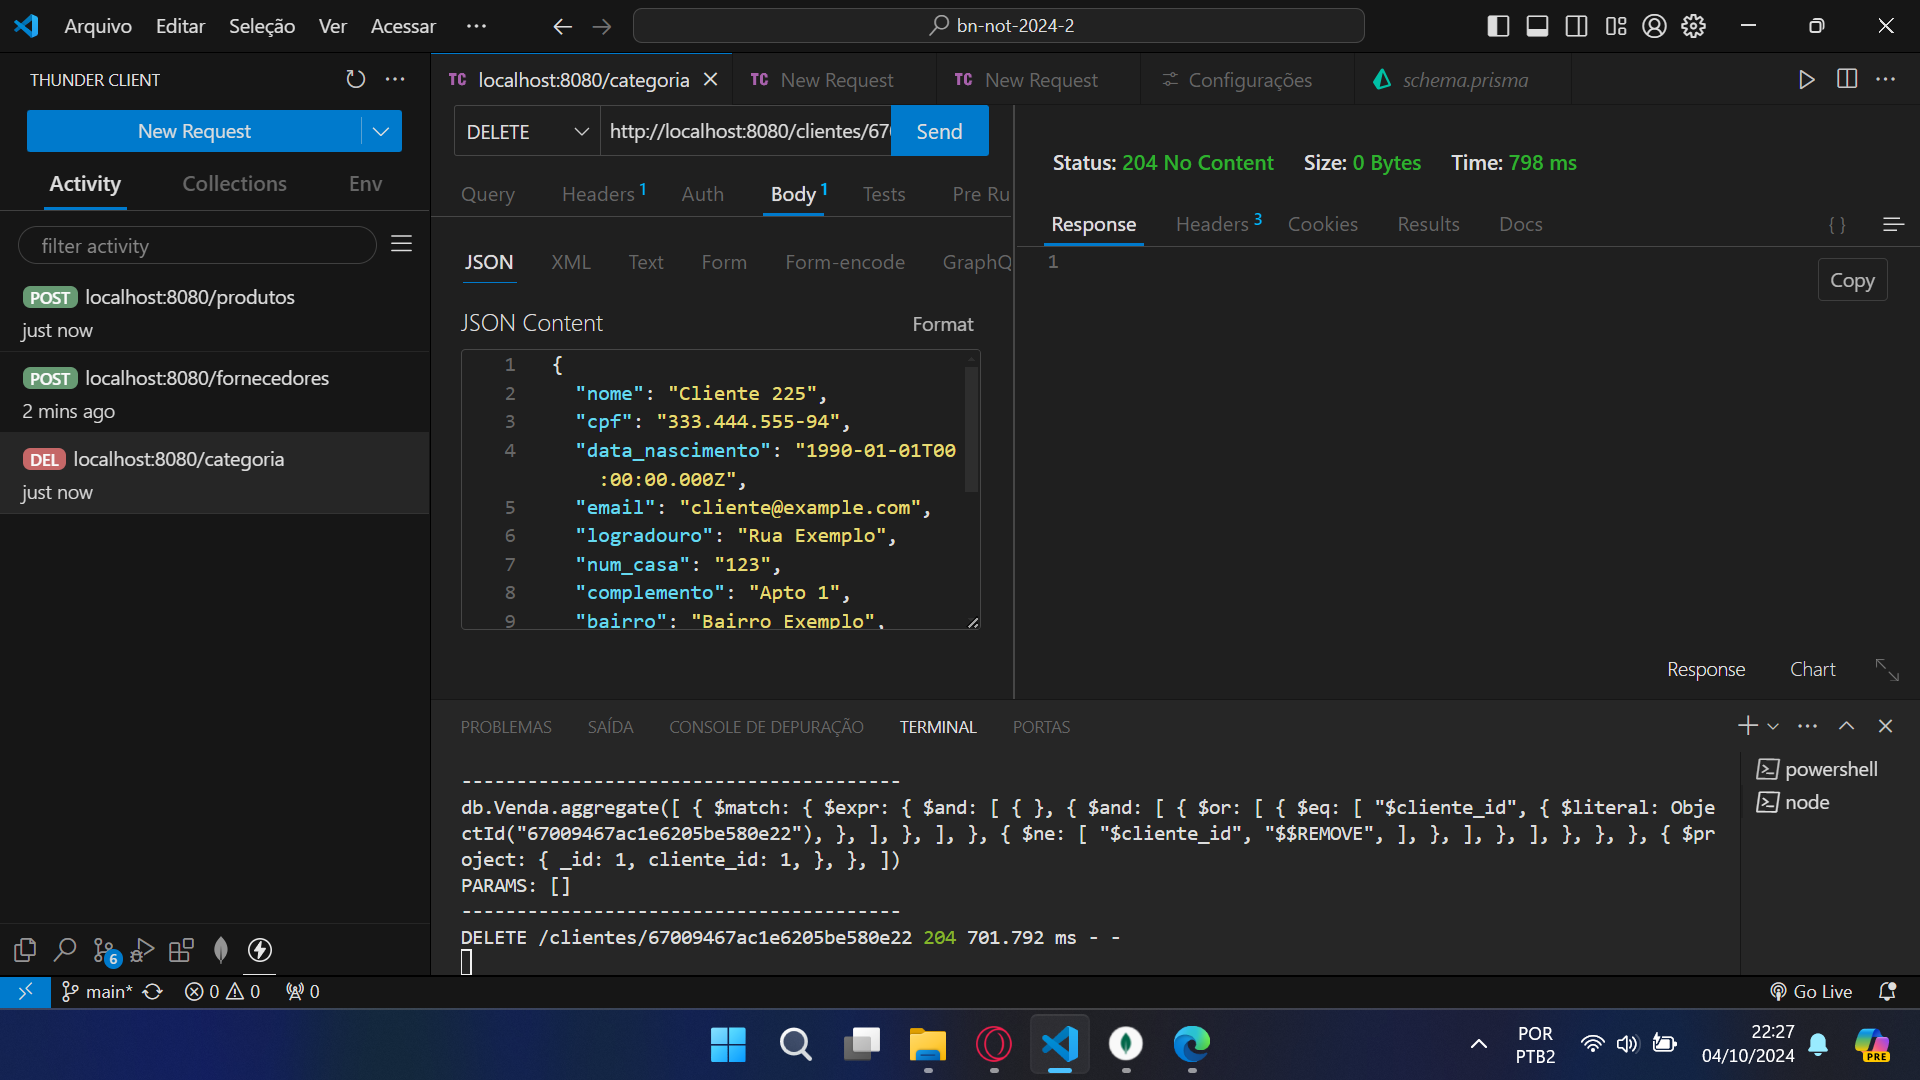 Arquivo Editar Seleção Ver Acessar ··· bn-not-2024-2
THUNDER CLIENT
New Request
Activity Collections Env
filter activity
POST localhost:8080/produtos
just now
POST localhost:8080/fornecedores
2 mins ago
DEL localhost:8080/categoria
just now
TC localhost:8080/categoria TC New Request TC New Request Configurações schema.prisma
DELETE http://localhost:8080/clientes/67 Send
Query Headers 1 Auth Body 1 Tests Pre Ru
JSON XML Text Form Form-encode GraphQ
JSON Content Format
1 {
2 "nome": "Cliente 225",
3 "cpf": "333.444.555-94",
4 "data_nascimento": "1990-01-01T00
:00:00.000Z",
5 "email": "cliente@example.com",
6 "logradouro": "Rua Exemplo",
7 "num_casa": "123",
8 "complemento": "Apto 1",
9 "bairro": "Bairro Exemplo",
Status: 204 No Content Size: 0 Bytes Time: 798 ms
Response Headers 3 Cookies Results Docs { }
1
Copy
Response Chart
PROBLEMAS SAÍDA CONSOLE DE DEPURAÇÃO TERMINAL PORTAS
----------------------------------------
db.Venda.aggregate([ { $match: { $expr: { $and: [ { }, { $and: [ { $or: [ { $eq: [ "$cliente_id", { $literal: Obje
ctId("67009467ac1e6205be580e22"), }, ], }, ], }, { $ne: [ "$cliente_id", "$$REMOVE", ], }, ], }, ], }, }, }, { $pr
oject: { _id: 1, cliente_id: 1, }, }, ])
PARAMS: []
----------------------------------------
DELETE /clientes/67009467ac1e6205be580e22 204 701.792 ms - -
powershell
node
6
main* 0 0 0 Go Live
POR
PTB2
22:27
04/10/2024
PRE